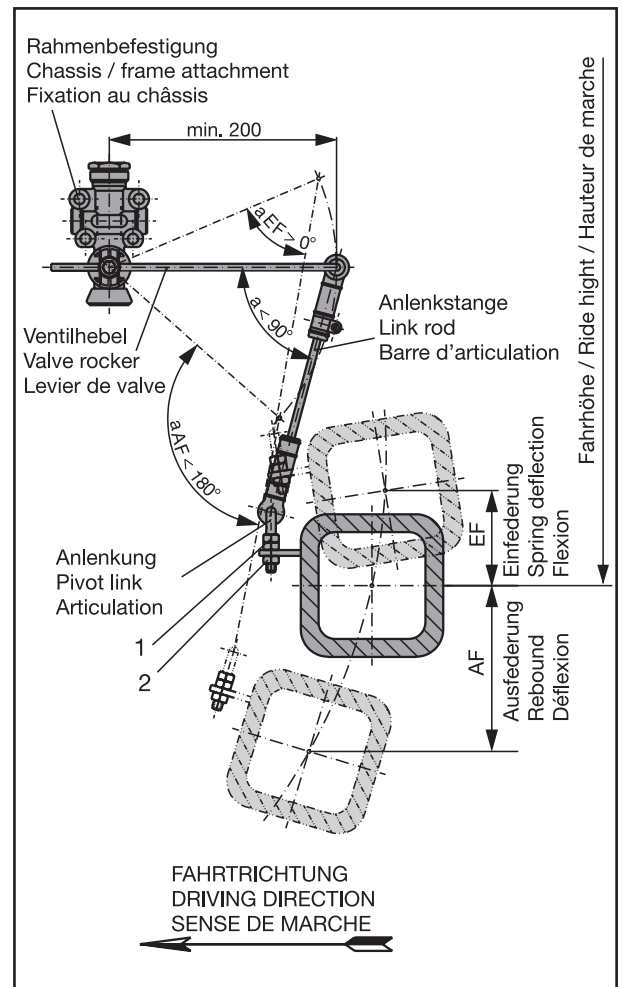 Rahmenbefestigung
Chassis / frame attachment
Fixation au châsis
min. 200
a EF > 0°
a < 90°
Anlenkstange
Link rod
Barre d'articulation
Ventilhebel
Valve rocker
Levier de valve
a AF < 180°
Anlenkung
Pivot link
Articulation
1
2
EF
Einfederung
Spring deflection
Flexion
AF
Ausfederung
Rebound
Déflexion
Fahrhöhe / Ride hight / Hauteur de marche
FAHRTRICHTUNG
DRIVING DIRECTION
SENSE DE MARCHE